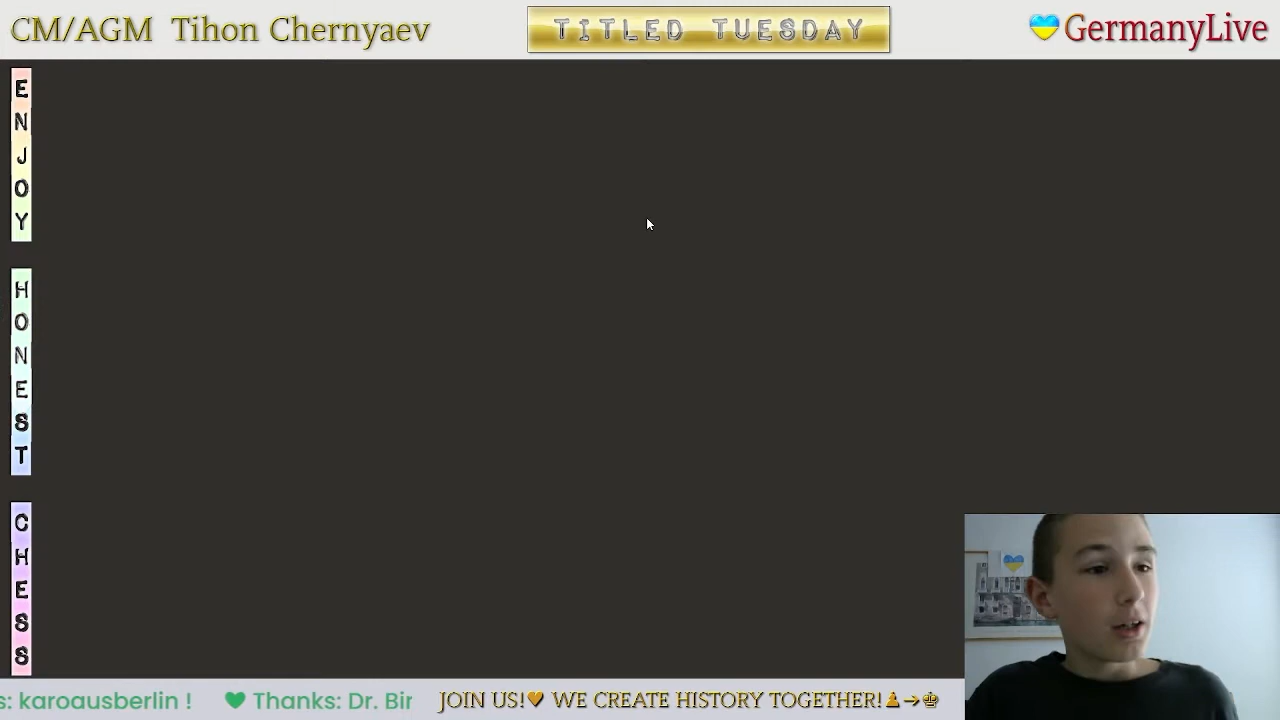 CM/AGM Tihon Chernyaev
TITLED TUESDAY
GermanyLive
ENJOY
HONEST
CHESS
s: karoausberlin !
Thanks: Dr. Bir
JOIN US! WE CREATE HISTORY TOGETHER!